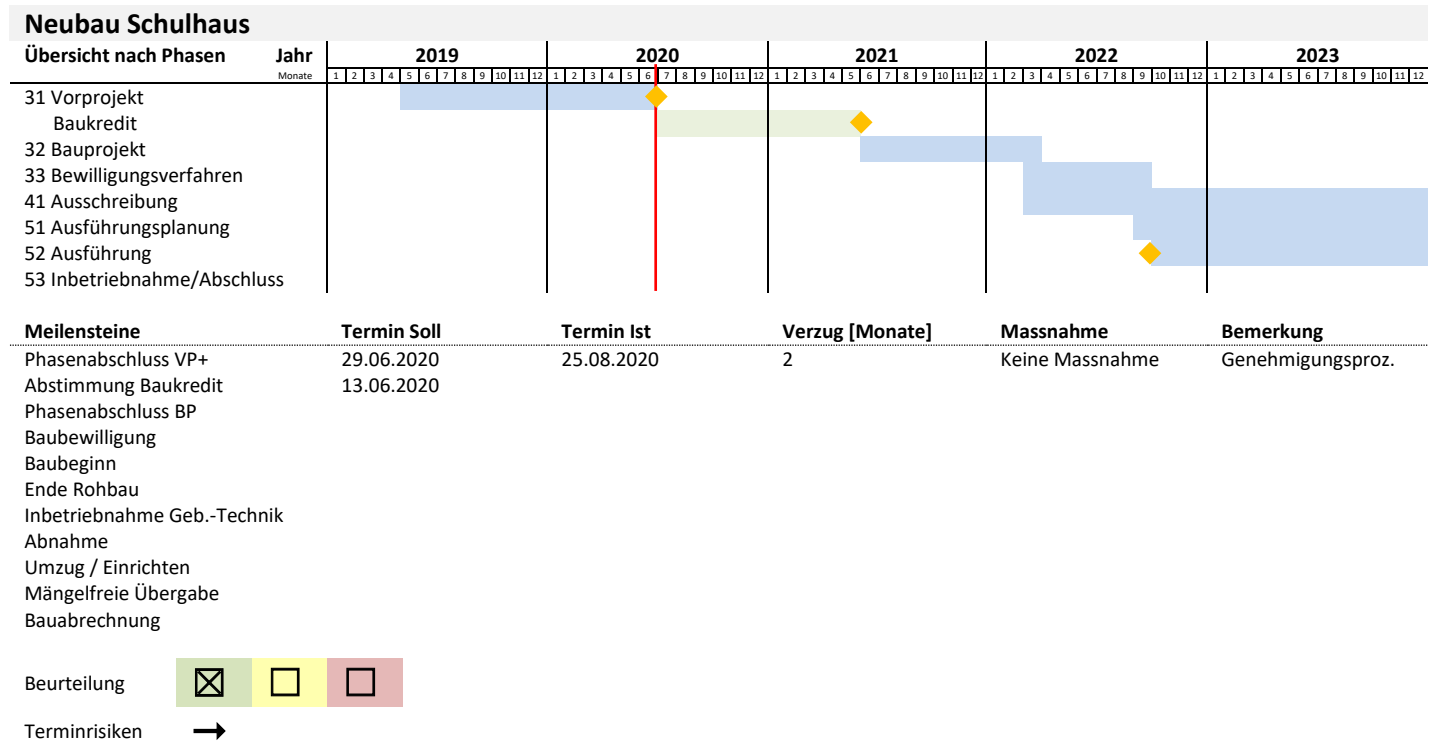 Neubau Schulhaus
Übersicht nach Phasen Jahr 2019 2020 2021 2022 2023
Monate 1 2 3 4 5 6 7 8 9 10 11 12 1 2 3 4 5 6 7 8 9 10 11 12 1 2 3 4 5 6 7 8 9 10 11 12 1 2 3 4 5 6 7 8 9 10 11 12 1 2 3 4 5 6 7 8 9 10 11 12
31 Vorprojekt
Baukredit
32 Bauprojekt
33 Bewilligungsverfahren
41 Ausschreibung
51 Ausführungsplanung
52 Ausführung
53 Inbetriebnahme/Abschluss
Meilensteine Termin Soll Termin Ist Verzug [Monate] Massnahme Bemerkung
Phasenabschluss VP+ 29.06.2020 25.08.2020 2 Keine Massnahme Genehmigungsproz.
Abstimmung Baukredit 13.06.2020
Phasenabschluss BP
Baubewilligung
Baubeginn
Ende Rohbau
Inbetriebnahme Geb.-Technik
Abnahme
Umzug / Einrichten
Mängelfreie Übergabe
Bauabrechnung
Beurteilung
Terminrisiken